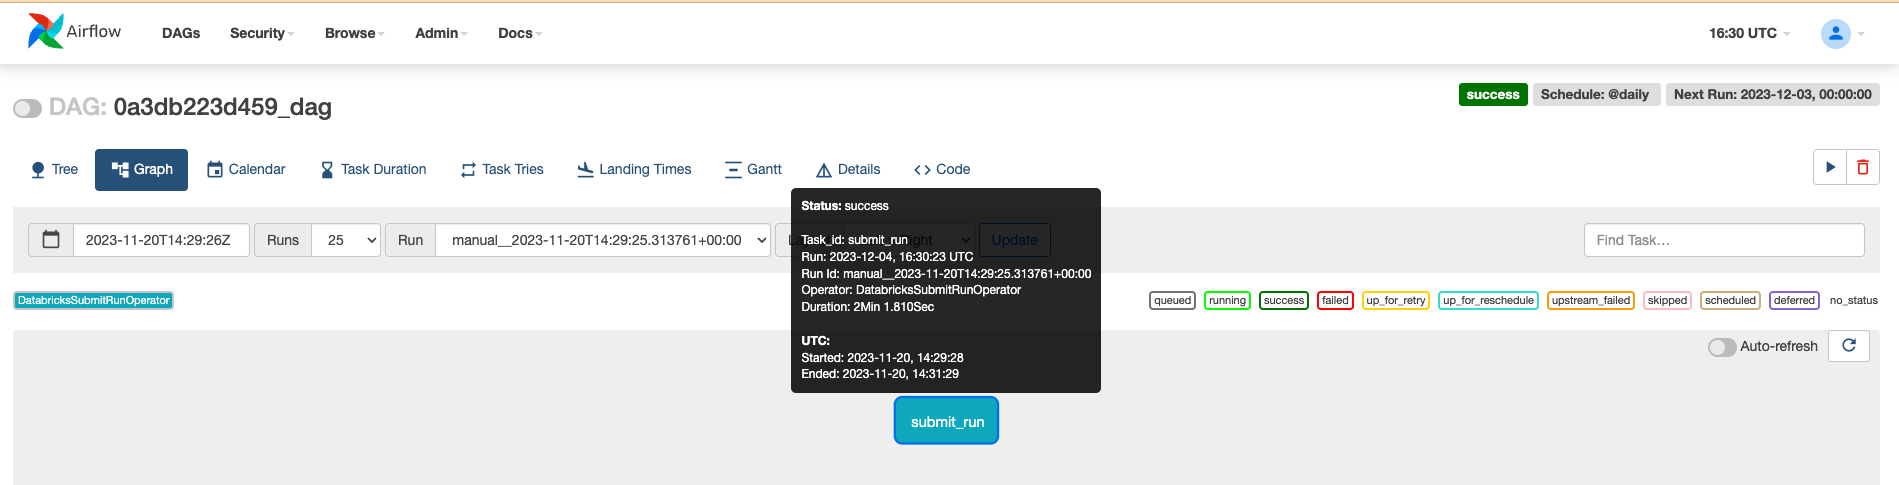 Airflow
DAGs
Security
Browse
Admin
Docs
16:30 UTC
DAG: 0a3db223d459_dag
success
Schedule: @daily
Next Run: 2023-12-03, 00:00:00
Tree
Graph
Calendar
Task Duration
Task Tries
Landing Times
Gantt
Details
Code
2023-11-20T14:29:26Z
Runs
25
Run
manual__2023-11-20T14:29:25.313761+00:00
Update
Find Task…
Status: success
Task_id: submit_run
Run: 2023-12-04, 16:30:23 UTC
Run Id: manual__2023-11-20T14:29:25.313761+00:00
Operator: DatabricksSubmitRunOperator
Duration: 2Min 1.810Sec
UTC:
Started: 2023-11-20, 14:29:28
Ended: 2023-11-20, 14:31:29
DatabricksSubmitRunOperator
queued
running
success
failed
up_for_retry
up_for_reschedule
upstream_failed
skipped
scheduled
deferred
no_status
Auto-refresh
submit_run